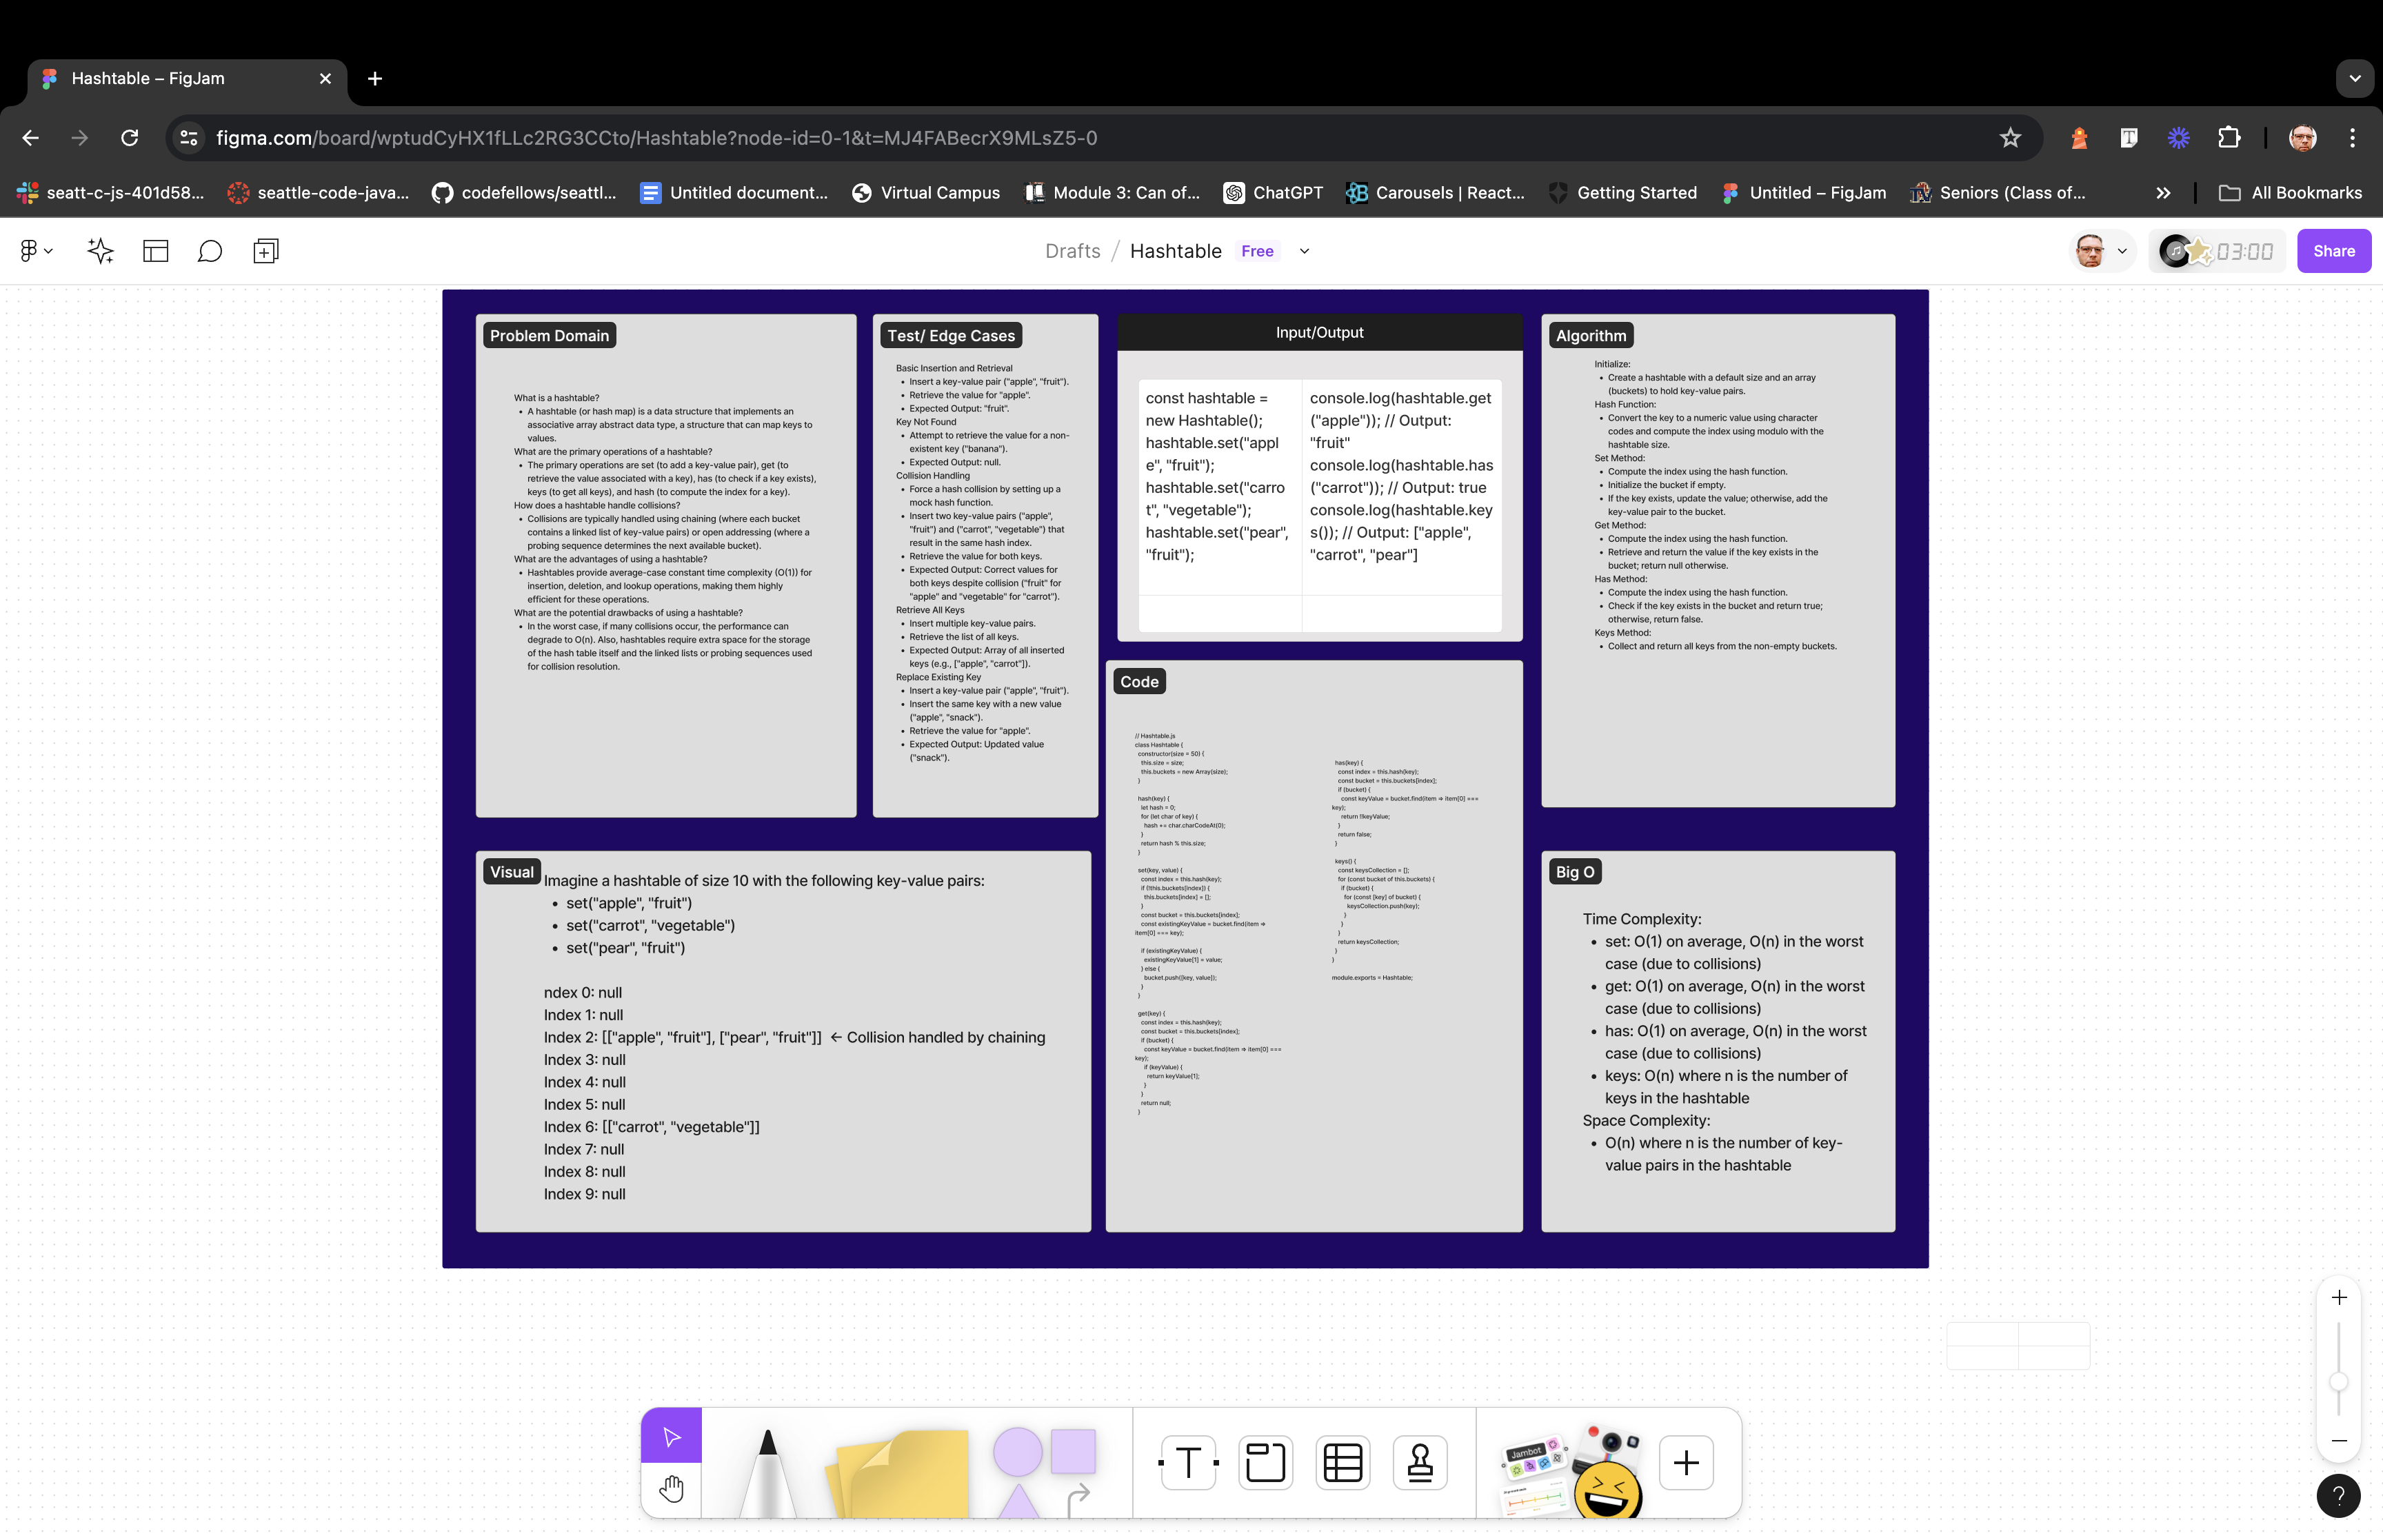 Hashtable – FigJam
figma.com/board/wptudCyHX1fLLc2RG3CCto/Hashtable?node-id=0-1&t=MJ4FABecrX9MLsZ5-0
seatt-c-js-401d58...
seattle-code-java...
codefellows/seattl...
Untitled document...
Virtual Campus
Module 3: Can of...
ChatGPT
Carousels | React...
Getting Started
Untitled – FigJam
Seniors (Class of...
All Bookmarks
Drafts / Hashtable Free
03:00
Share
Problem Domain
What is a hashtable?
• A hashtable (or hash map) is a data structure that implements an
associative array abstract data type, a structure that can map keys to
values.
What are the primary operations of a hashtable?
• The primary operations are set (to add a key-value pair), get (to
retrieve the value associated with a key), has (to check if a key exists),
keys (to get all keys), and hash (to compute the index for a key).
How does a hashtable handle collisions?
• Collisions are typically handled using chaining (where each bucket
contains a linked list of key-value pairs) or open addressing (where a
probing sequence determines the next available bucket).
What are the advantages of using a hashtable?
• Hashtables provide average-case constant time complexity (O(1)) for
insertion, deletion, and lookup operations, making them highly
efficient for these operations.
What are the potential drawbacks of using a hashtable?
• In the worst case, if many collisions occur, the performance can
degrade to O(n). Also, hashtables require extra space for the storage
of the hash table itself and the linked lists or probing sequences used
for collision resolution.
Test/ Edge Cases
Basic Insertion and Retrieval
• Insert a key-value pair ("apple", "fruit").
• Retrieve the value for "apple".
• Expected Output: "fruit".
Key Not Found
• Attempt to retrieve the value for a non-
existent key ("banana").
• Expected Output: null.
Collision Handling
• Force a hash collision by setting up a
mock hash function.
• Insert two key-value pairs ("apple",
"fruit") and ("carrot", "vegetable") that
result in the same hash index.
• Retrieve the value for both keys.
• Expected Output: Correct values for
both keys despite collision ("fruit" for
"apple" and "vegetable" for "carrot").
Retrieve All Keys
• Insert multiple key-value pairs.
• Retrieve the list of all keys.
• Expected Output: Array of all inserted
keys (e.g., ["apple", "carrot"]).
Replace Existing Key
• Insert a key-value pair ("apple", "fruit").
• Insert the same key with a new value
("apple", "snack").
• Retrieve the value for "apple".
• Expected Output: Updated value
("snack").
Input/Output
const hashtable =
new Hashtable();
hashtable.set("appl
e", "fruit");
hashtable.set("carro
t", "vegetable");
hashtable.set("pear",
"fruit");
console.log(hashtable.get
("apple")); // Output:
"fruit"
console.log(hashtable.has
("carrot")); // Output: true
console.log(hashtable.key
s()); // Output: ["apple",
"carrot", "pear"]
Algorithm
Initialize:
• Create a hashtable with a default size and an array
(buckets) to hold key-value pairs.
Hash Function:
• Convert the key to a numeric value using character
codes and compute the index using modulo with the
hashtable size.
Set Method:
• Compute the index using the hash function.
• Initialize the bucket if empty.
• If the key exists, update the value; otherwise, add the
key-value pair to the bucket.
Get Method:
• Compute the index using the hash function.
• Retrieve and return the value if the key exists in the
bucket; return null otherwise.
Has Method:
• Compute the index using the hash function.
• Check if the key exists in the bucket and return true;
otherwise, return false.
Keys Method:
• Collect and return all keys from the non-empty buckets.
Visual
Imagine a hashtable of size 10 with the following key-value pairs:
• set("apple", "fruit")
• set("carrot", "vegetable")
• set("pear", "fruit")
ndex 0: null
Index 1: null
Index 2: [["apple", "fruit"], ["pear", "fruit"]] ← Collision handled by chaining
Index 3: null
Index 4: null
Index 5: null
Index 6: [["carrot", "vegetable"]]
Index 7: null
Index 8: null
Index 9: null
Code
// Hashtable.js
class Hashtable {
constructor(size = 50) {
this.size = size;
this.buckets = new Array(size);
}
hash(key) {
let hash = 0;
for (let char of key) {
hash += char.charCodeAt(0);
}
return hash % this.size;
}
set(key, value) {
const index = this.hash(key);
if (!this.buckets[index]) {
this.buckets[index] = [];
}
const bucket = this.buckets[index];
const existingKeyValue = bucket.find(item ⇒
item[0] === key);
if (existingKeyValue) {
existingKeyValue[1] = value;
} else {
bucket.push([key, value]);
}
}
get(key) {
const index = this.hash(key);
const bucket = this.buckets[index];
if (bucket) {
const keyValue = bucket.find(item ⇒ item[0] ===
key);
if (keyValue) {
return keyValue[1];
}
}
return null;
}
has(key) {
const index = this.hash(key);
const bucket = this.buckets[index];
if (bucket) {
const keyValue = bucket.find(item ⇒ item[0] ===
key);
return !!keyValue;
}
return false;
}
keys() {
const keysCollection = [];
for (const bucket of this.buckets) {
if (bucket) {
for (const [key] of bucket) {
keysCollection.push(key);
}
}
}
return keysCollection;
}
}
module.exports = Hashtable;
Big O
Time Complexity:
• set: O(1) on average, O(n) in the worst
case (due to collisions)
• get: O(1) on average, O(n) in the worst
case (due to collisions)
• has: O(1) on average, O(n) in the worst
case (due to collisions)
• keys: O(n) where n is the number of
keys in the hashtable
Space Complexity:
• O(n) where n is the number of key-
value pairs in the hashtable
T
Jambot
?